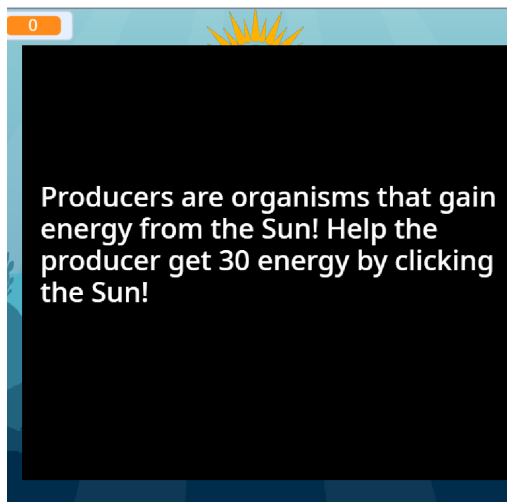 0
Producers are organisms that gain
energy from the Sun! Help the
producer get 30 energy by clicking
the Sun!